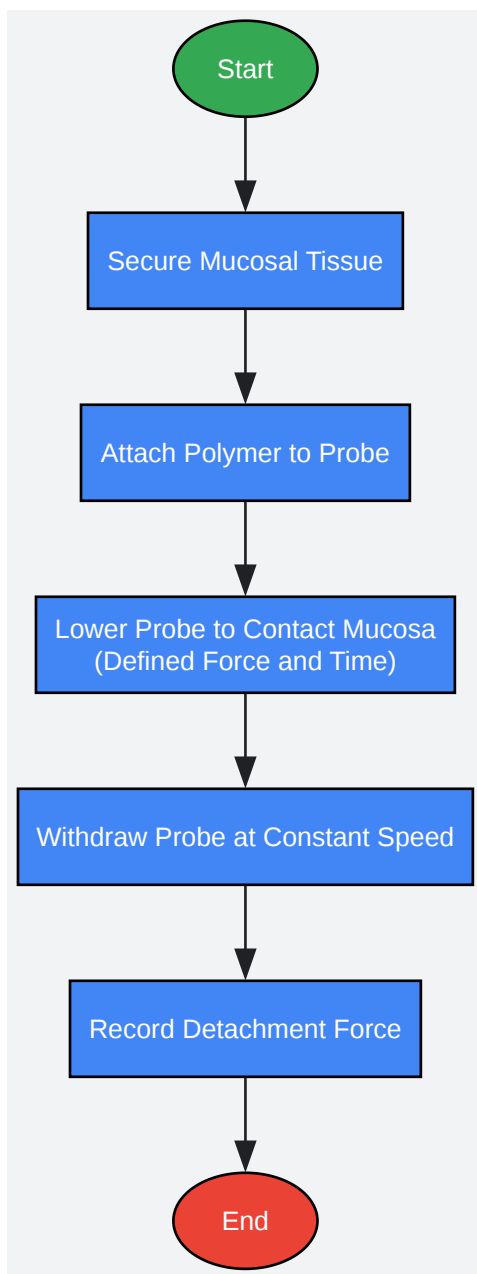 Start
Secure Mucosal Tissue
Attach Polymer to Probe
Lower Probe to Contact Mucosa
(Defined Force and Time)
Withdraw Probe at Constant Speed
Record Detachment Force
End